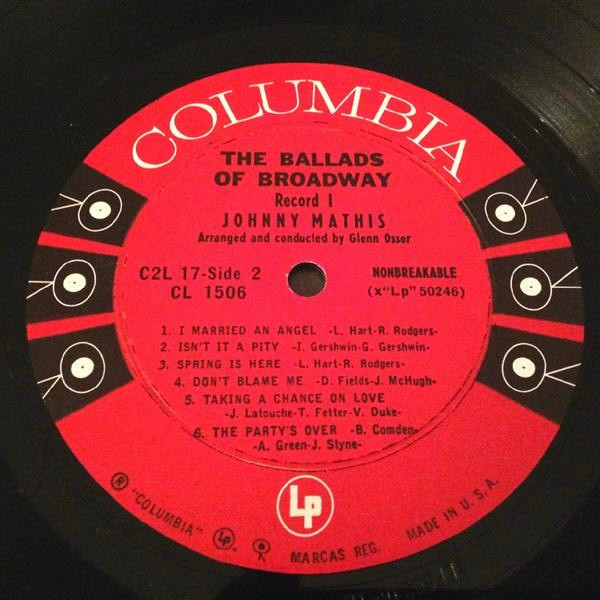 COLUMBIA
THE BALLADS
OF BROADWAY
Record 1
JOHNNY MATHIS
Arranged and conducted by Glenn Osser
C2L 17-Side 2
CL 1506
NONBREAKABLE
(x"Lp" 50246)
1. I MARRIED AN ANGEL -L. Hart-R. Rodgers-
2. ISN'T IT A PITY -I. Gershwin-G. Gershwin-
3. SPRING IS HERE -L. Hart-R. Rodgers-
4. DON'T BLAME ME -D. Fields-J. McHugh-
5. TAKING A CHANCE ON LOVE
-J. Latouche-T. Fetter-V. Duke-
6. THE PARTY'S OVER -B. Comden-
-A. Green-J. Styne-
Lp
® "COLUMBIA" Lp. MARCAS REG. MADE IN U.S.A.